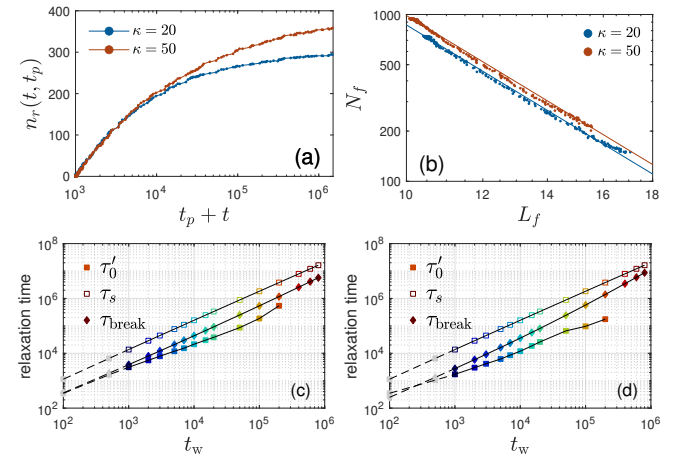 400
300
200
100
0
n_r(t, t_p)
κ = 20
κ = 50
(a)
10^3 10^4 10^5 10^6
t_p + t
1000
500
200
100
N_f
κ = 20
κ = 50
(b)
10 12 14 16 18
L_f
10^8
10^6
10^4
10^2
relaxation time
τ′_0
τ_s
τ_break
(c)
10^2 10^3 10^4 10^5 10^6
t_w
10^8
10^6
10^4
10^2
relaxation time
τ′_0
τ_s
τ_break
(d)
10^2 10^3 10^4 10^5 10^6
t_w